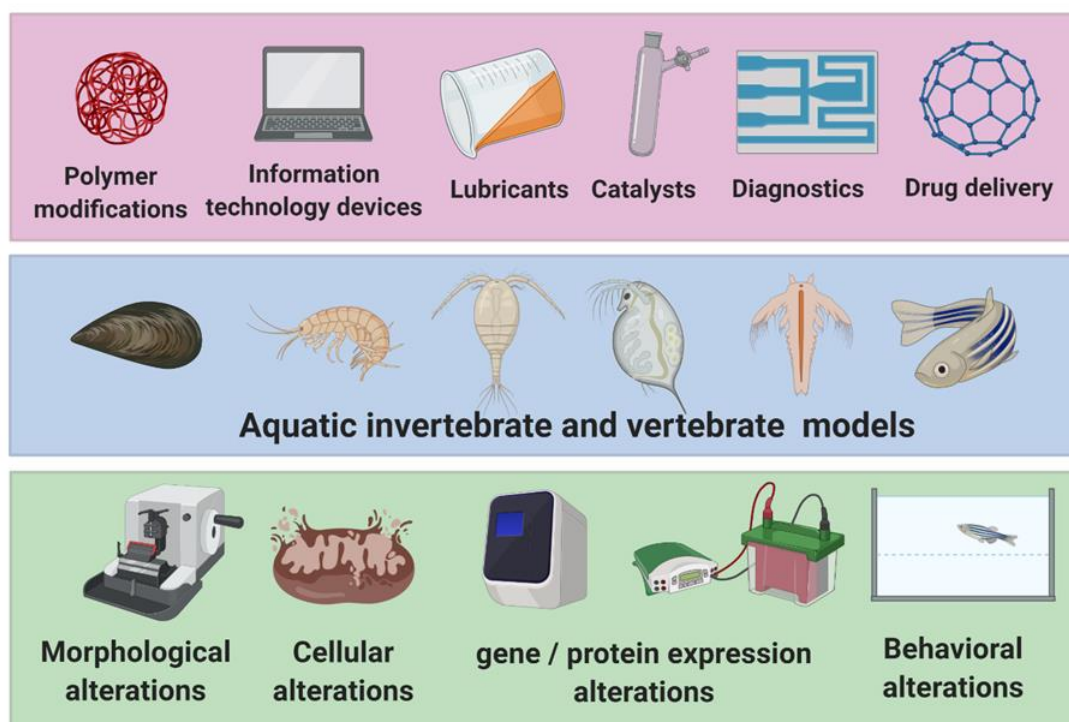 Polymer
modifications
Information
technology devices
Lubricants
Catalysts
Diagnostics
Drug delivery
Aquatic invertebrate and vertebrate models
Morphological
alterations
Cellular
alterations
gene / protein expression
alterations
Behavioral
alterations